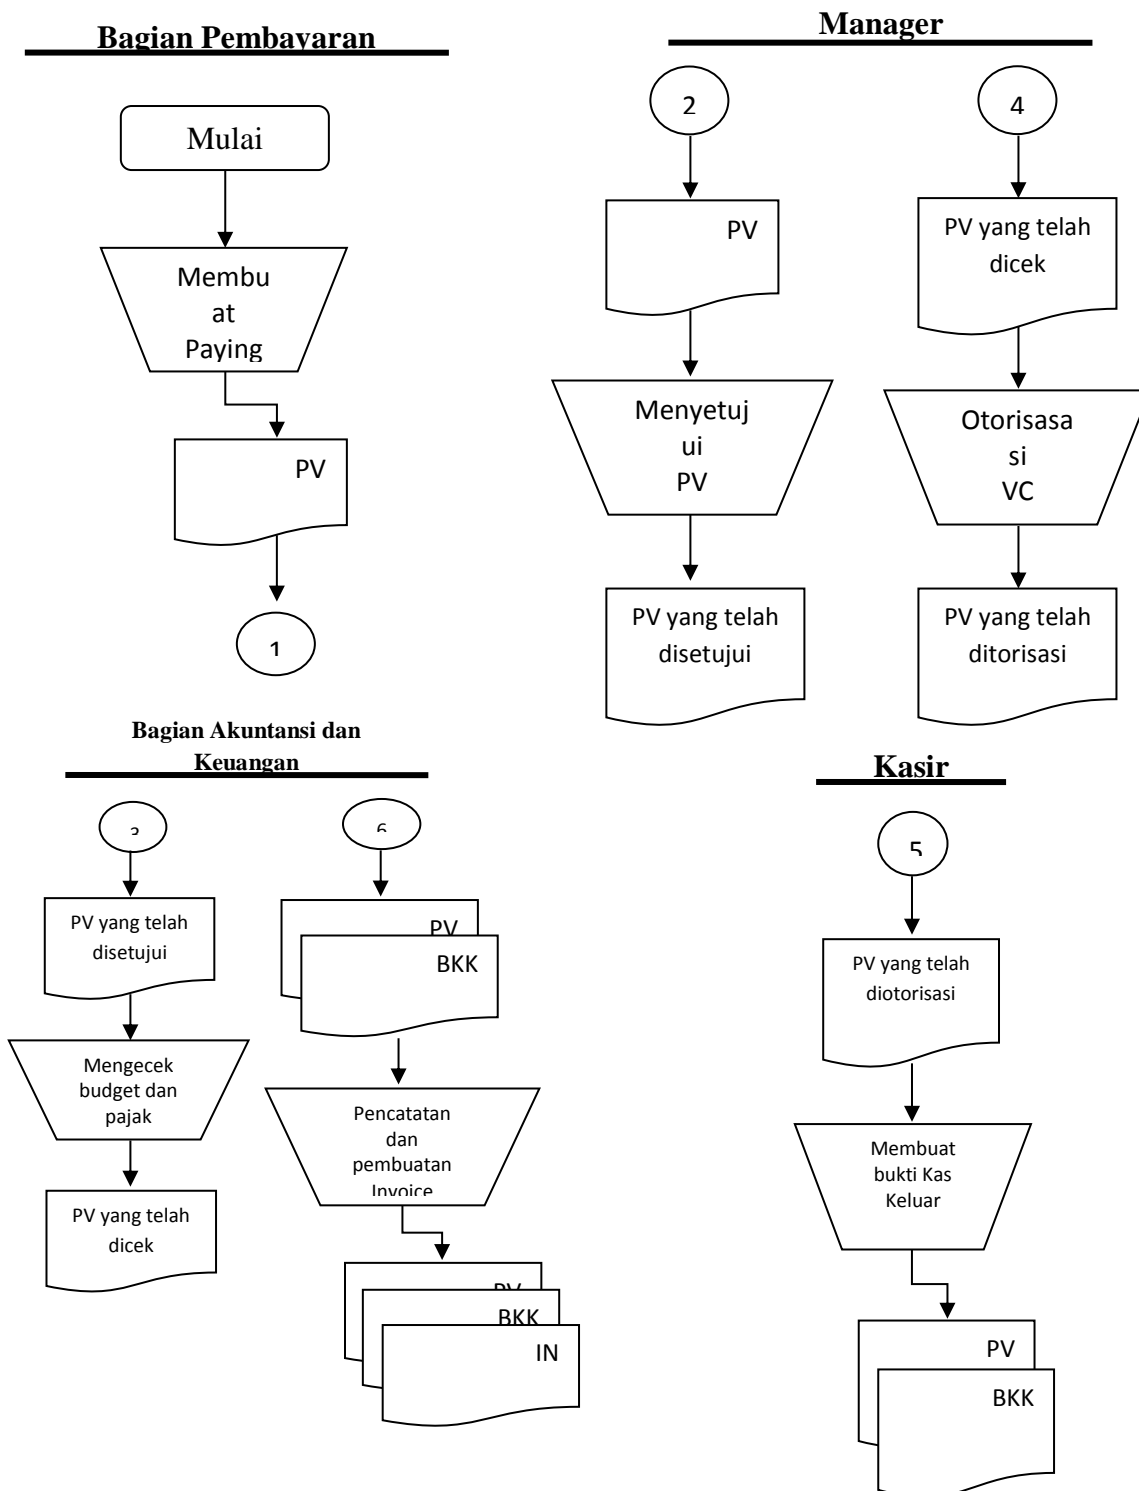 Bagian Pembayaran
Mulai
Membu
at
Paying
PV
1
Manager
2
PV
Menyetuj
ui
PV
PV yang telah
disetujui
4
PV yang telah
dicek
Otorisasa
si
VC
PV yang telah
ditorisasi
Bagian Akuntansi dan
Keuangan
3
PV yang telah
disetujui
Mengecek
budget dan
pajak
PV yang telah
dicek
6
PV
BKK
Pencatatan
dan
pembuatan
Invoice
PV
BKK
IN
Kasir
5
PV yang telah
diotorisasi
Membuat
bukti Kas
Keluar
PV
BKK